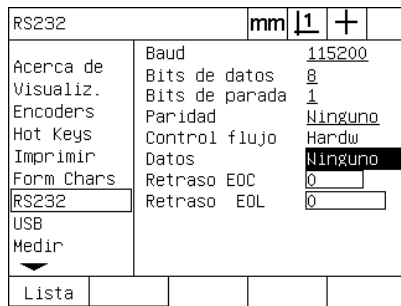 RS232 mm 1
Acerca de
Visualiz.
Encoders
Hot Keys
Imprimir
Form Chars
RS232
USB
Medir
Baud 115200
Bits de datos 8
Bits de parada 1
Paridad Ninguno
Control flujo Hardw
Datos Ninguno
Retraso EOC 0
Retraso EOL 0
Lista